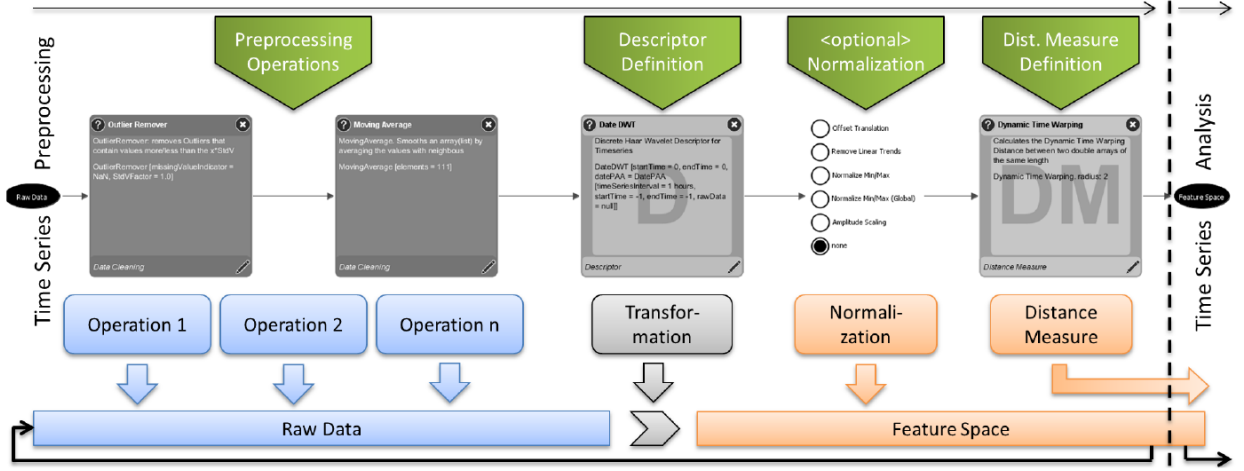 Preprocessing
Operations
Descriptor
Definition
<optional>
Normalization
Dist. Measure
Definition
Time Series Preprocessing
Time Series Analysis
Raw Data
Outlier Remover
OutlierRemover: removes Outliers that
contain values more/less than the x*StdV
OutlierRemover [missingValueIndicator =
NaN, StdVFactor = 1.0]
Data Cleaning
Moving Average
MovingAverage. Smooths an array(list) by
averaging the values with neighbours
MovingAverage [elements = 111]
Data Cleaning
Date DWT
Discrete Haar Wavelet Descriptor for
Timeseries
DateDWT [startTime = 0, endTime = 0,
datePAA = DatePAA
[timeSeriesInterval = 1 hours,
startTime = -1, endTime = -1, rawData
= null]]
D
Descriptor
Offset Translation
Remove Linear Trends
Normalize Min/Max
Normalize Min/Max (Global)
Amplitude Scaling
none
Dynamic Time Warping
Calculates the Dynamic Time Warping
Distance between two double arrays of
the same length
Dynamic Time Warping, radius: 2
DM
Distance Measure
Feature Space
Operation 1
Operation 2
Operation n
Transfor-
mation
Normali-
zation
Distance
Measure
Raw Data
Feature Space